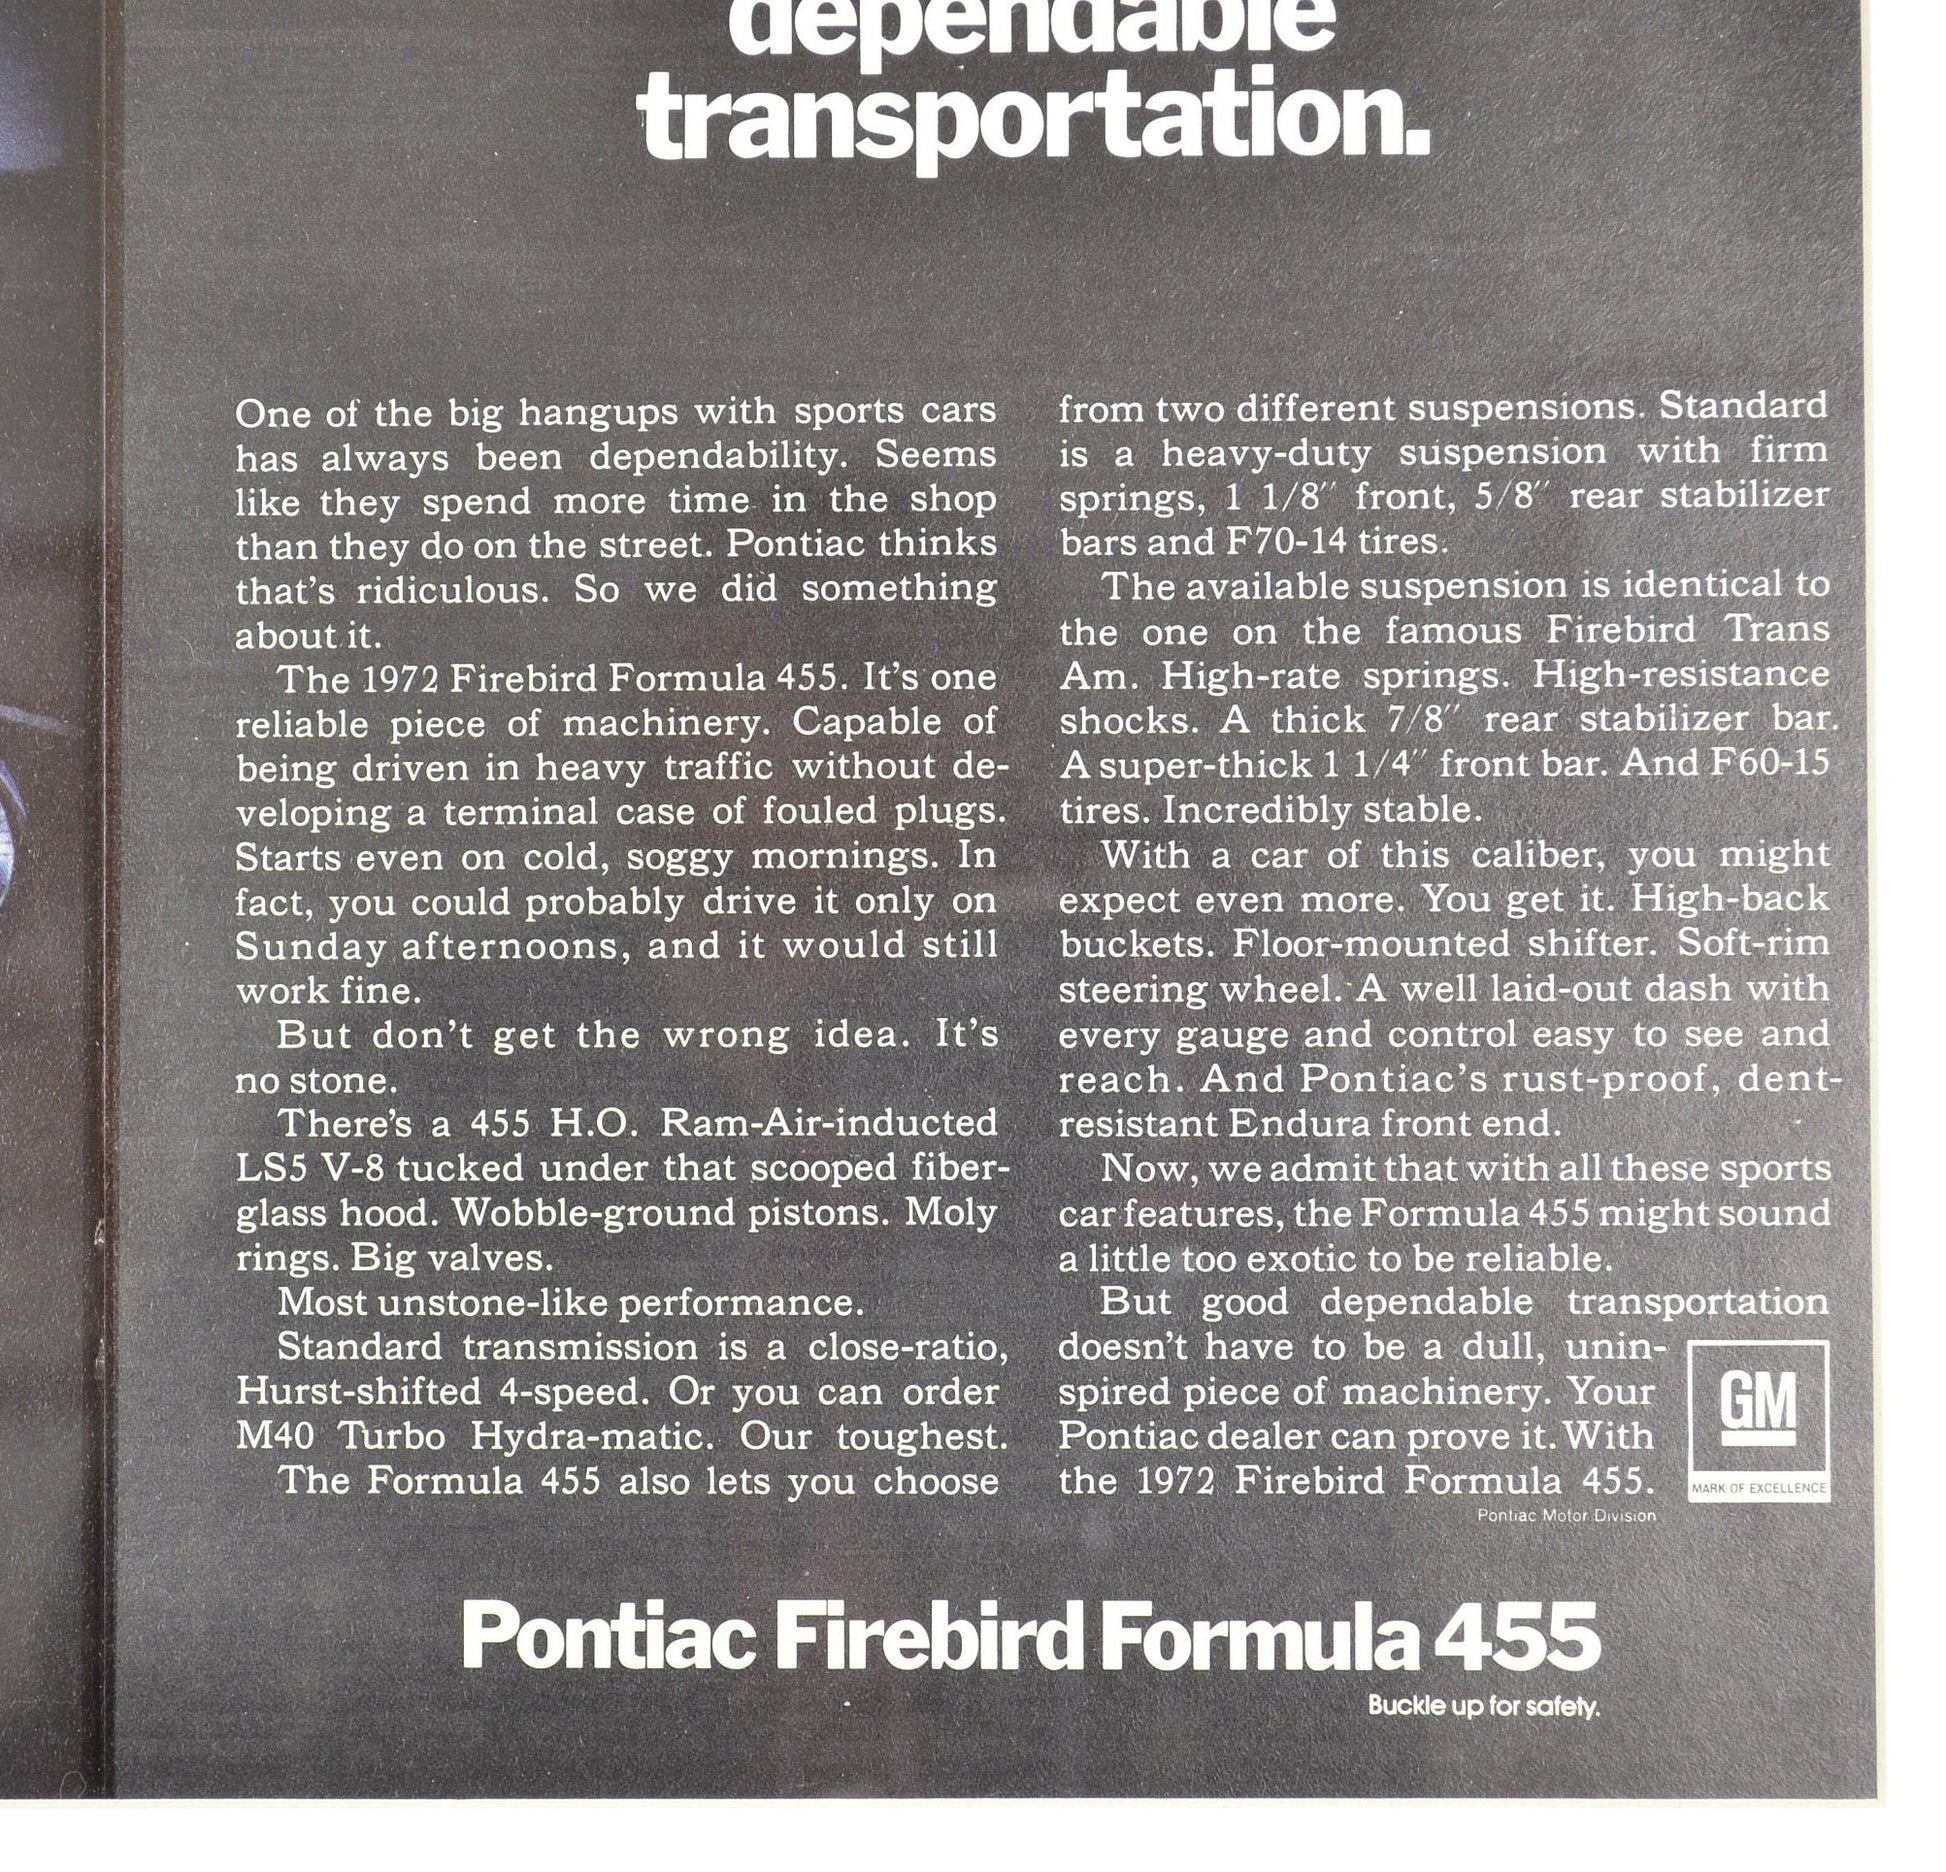 dependable
transportation.
One of the big hangups with sports cars
has always been dependability. Seems
like they spend more time in the shop
than they do on the street. Pontiac thinks
that's ridiculous. So we did something
about it.
The 1972 Firebird Formula 455. It's one
reliable piece of machinery. Capable of
being driven in heavy traffic without de-
veloping a terminal case of fouled plugs.
Starts even on cold, soggy mornings. In
fact, you could probably drive it only on
Sunday afternoons, and it would still
work fine.
But don't get the wrong idea. It's
no stone.
There's a 455 H.O. Ram-Air-inducted
LS5 V-8 tucked under that scooped fiber-
glass hood. Wobble-ground pistons. Moly
rings. Big valves.
Most unstone-like performance.
Standard transmission is a close-ratio,
Hurst-shifted 4-speed. Or you can order
M40 Turbo Hydra-matic. Our toughest.
The Formula 455 also lets you choose
from two different suspensions. Standard
is a heavy-duty suspension with firm
springs, 1 1/8″ front, 5/8″ rear stabilizer
bars and F70-14 tires.
The available suspension is identical to
the one on the famous Firebird Trans
Am. High-rate springs. High-resistance
shocks. A thick 7/8″ rear stabilizer bar.
A super-thick 1 1/4″ front bar. And F60-15
tires. Incredibly stable.
With a car of this caliber, you might
expect even more. You get it. High-back
buckets. Floor-mounted shifter. Soft-rim
steering wheel. A well laid-out dash with
every gauge and control easy to see and
reach. And Pontiac's rust-proof, dent-
resistant Endura front end.
Now, we admit that with all these sports
car features, the Formula 455 might sound
a little too exotic to be reliable.
But good dependable transportation
doesn't have to be a dull, unin-
spired piece of machinery. Your
Pontiac dealer can prove it. With
the 1972 Firebird Formula 455.
GM
MARK OF EXCELLENCE
Pontiac Motor Division
Pontiac Firebird Formula 455
Buckle up for safety.